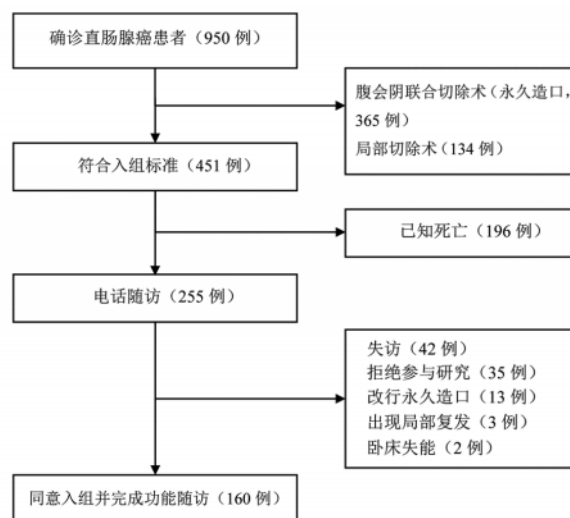 确诊直肠腺癌患者（950 例）
腹会阴联合切除术（永久造口，
365 例）
局部切除术（134 例）
符合入组标准（451 例）
已知死亡（196 例）
电话随访（255 例）
失访（42 例）
拒绝参与研究（35 例）
改行永久造口（13 例）
出现局部复发（3 例）
卧床失能（2 例）
同意入组并完成功能随访（160 例）